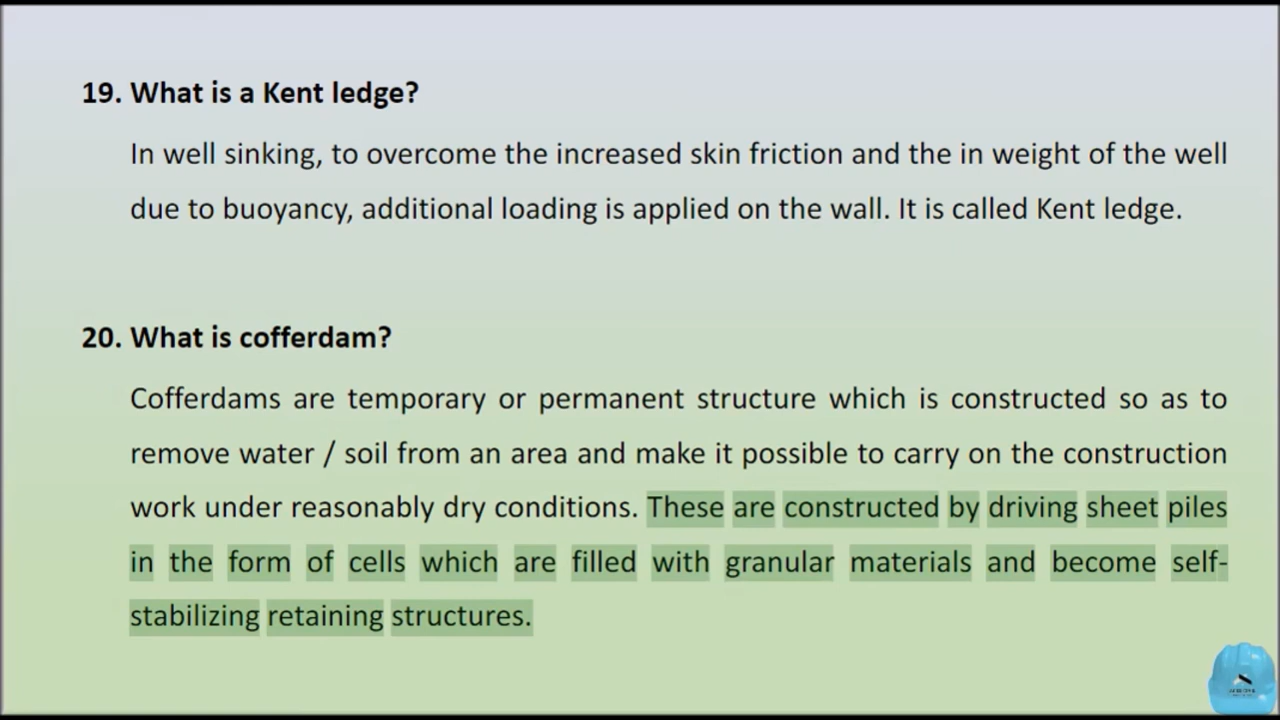 19. What is a Kent ledge?
In well sinking, to overcome the increased skin friction and the in weight of the well
due to buoyancy, additional loading is applied on the wall. It is called Kent ledge.
20. What is cofferdam?
Cofferdams are temporary or permanent structure which is constructed so as to
remove water / soil from an area and make it possible to carry on the construction
work under reasonably dry conditions. These are constructed by driving sheet piles
in the form of cells which are filled with granular materials and become self-
stabilizing retaining structures.